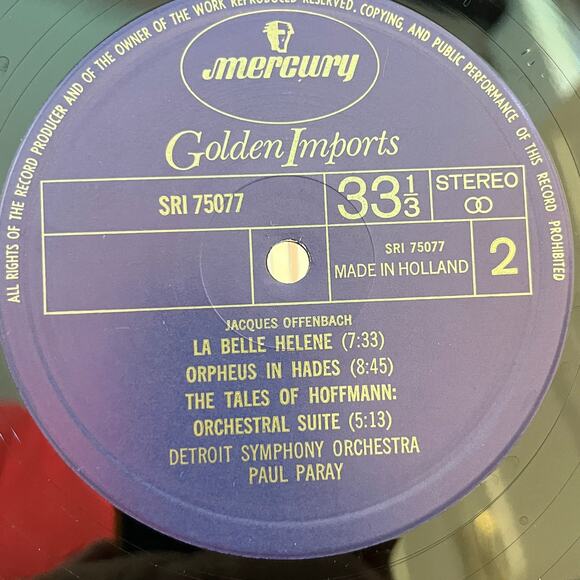 ALL RIGHTS OF THE RECORD PRODUCER AND OF THE OWNER OF THE WORK REPRODUCED RESERVED. COPYING, AND PUBLIC PERFORMANCE OF THIS RECORD PROHIBITED
mercury
Golden Imports
SRI 75077
33 1/3
STEREO
SRI 75077
MADE IN HOLLAND
2
JACQUES OFFENBACH
LA BELLE HELENE (7:33)
ORPHEUS IN HADES (8:45)
THE TALES OF HOFFMANN:
ORCHESTRAL SUITE (5:13)
DETROIT SYMPHONY ORCHESTRA
PAUL PARAY